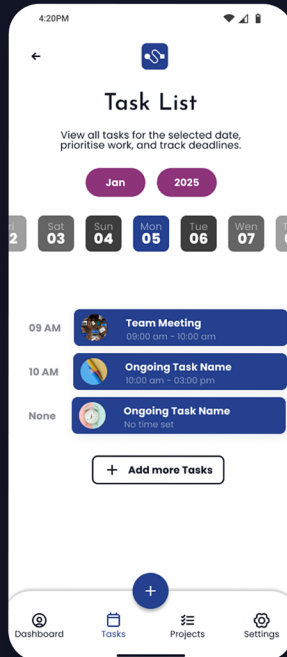 4:20PM
Task List
View all tasks for the selected date,
prioritise work, and track deadlines.
Jan 2025
Sat Sun Mon Tue Wen
2 03 04 05 06 07
09 AM Team Meeting
09:00 am - 10:00 am
10 AM Ongoing Task Name
10:00 am - 03:00 pm
None Ongoing Task Name
No time set
+ Add more Tasks
+
Dashboard Tasks Projects Settings